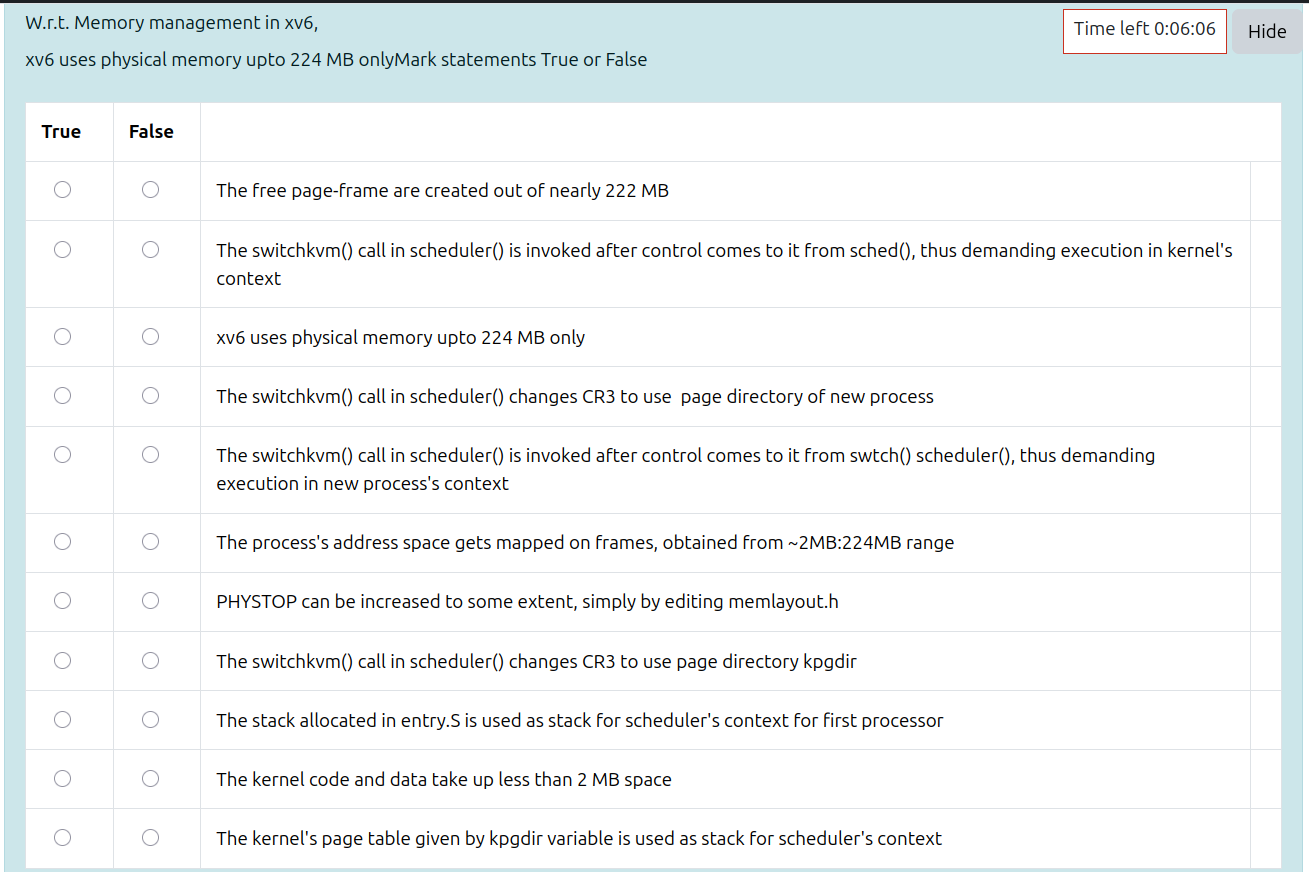 W.r.t. Memory management in xv6,
xv6 uses physical memory upto 224 MB onlyMark statements True or False
Time left 0:06:06
Hide
True False
The free page-frame are created out of nearly 222 MB
The switchkvm() call in scheduler() is invoked after control comes to it from sched(), thus demanding execution in kernel's
context
xv6 uses physical memory upto 224 MB only
The switchkvm() call in scheduler() changes CR3 to use page directory of new process
The switchkvm() call in scheduler() is invoked after control comes to it from swtch() scheduler(), thus demanding
execution in new process's context
The process's address space gets mapped on frames, obtained from ~2MB:224MB range
PHYSTOP can be increased to some extent, simply by editing memlayout.h
The switchkvm() call in scheduler() changes CR3 to use page directory kpgdir
The stack allocated in entry.S is used as stack for scheduler's context for first processor
The kernel code and data take up less than 2 MB space
The kernel's page table given by kpgdir variable is used as stack for scheduler's context